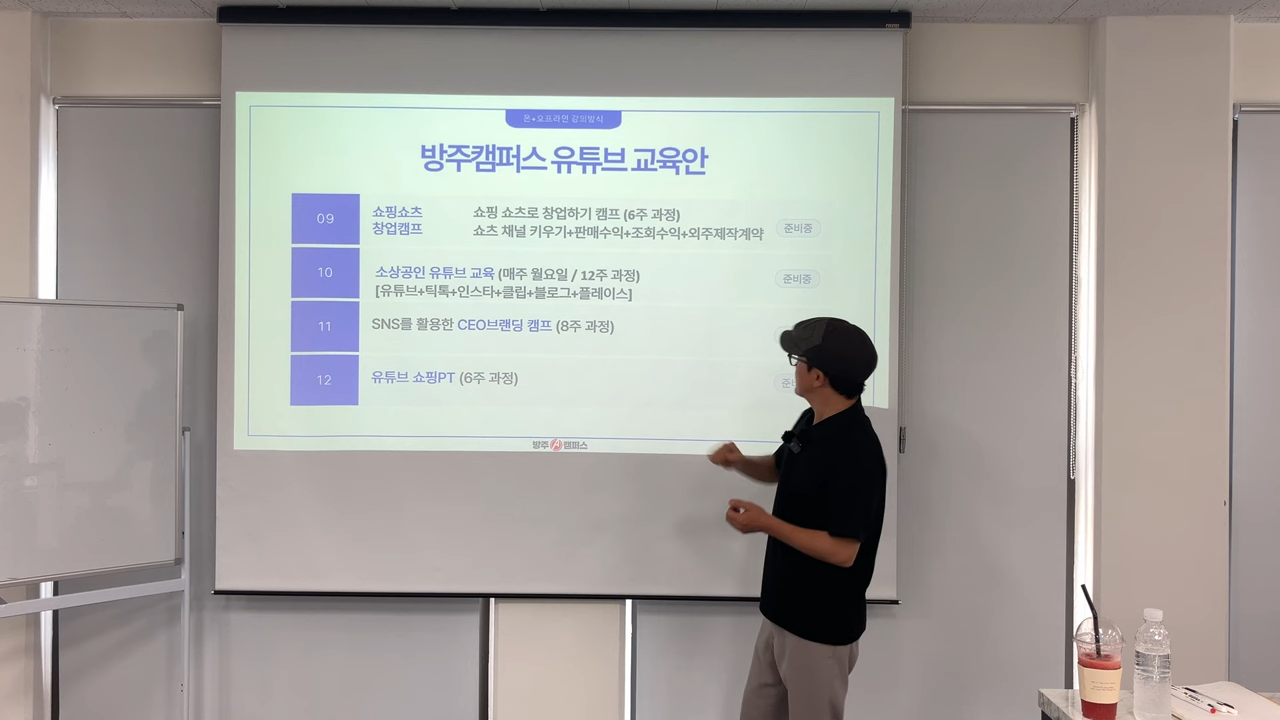 온+오프라인 강의방식
방주캠퍼스 유튜브 교육안
09
쇼핑쇼츠
창업캠프
쇼핑 쇼츠로 창업하기 캠프 (6주 과정)
쇼츠 채널 키우기+판매수익+조회수익+외주제작계약
준비중
10
소상공인 유튜브 교육 (매주 월요일 / 12주 과정)
[유튜브+틱톡+인스타+클립+블로그+플레이스]
준비중
11
SNS를 활용한 CEO브랜딩 캠프 (8주 과정)
12
유튜브 쇼핑PT (6주 과정)
방주 캠퍼스